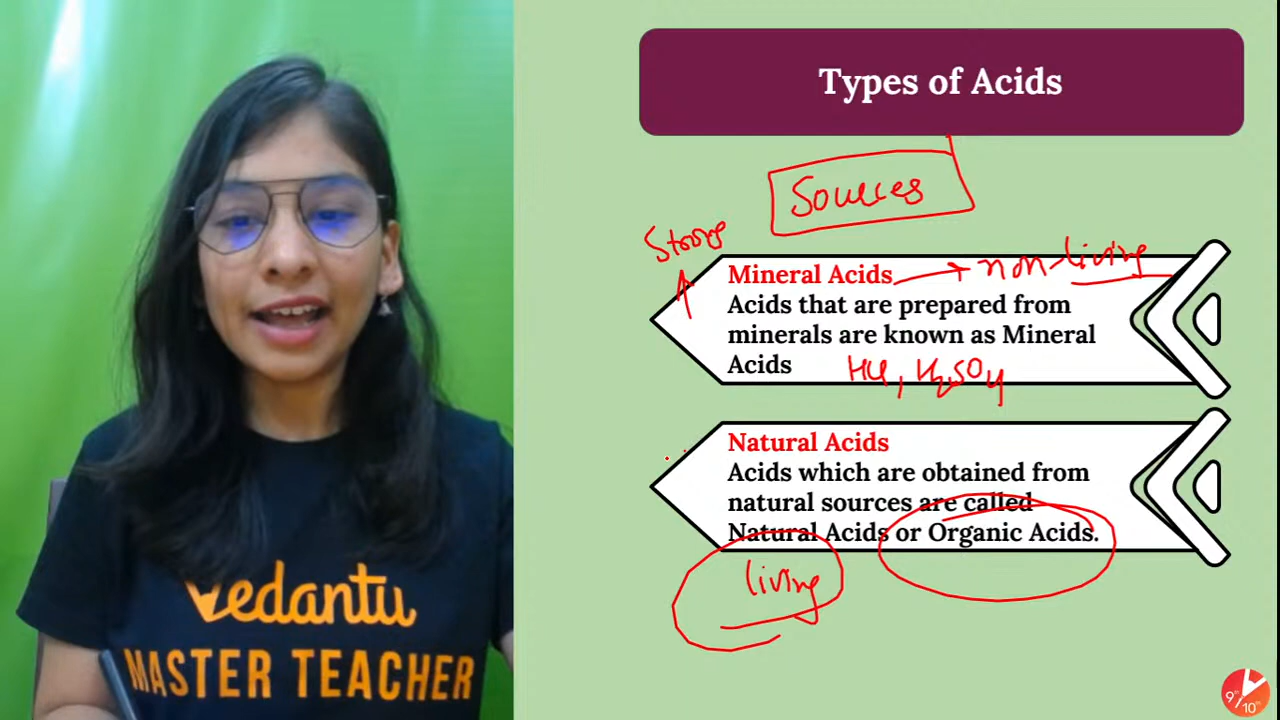 Types of Acids
Sources
Strong
Mineral Acids → non-living
Acids that are prepared from
minerals are known as Mineral
Acids
HCl, H2SO4
Natural Acids
Acids which are obtained from
natural sources are called
Natural Acids or Organic Acids.
living
Vedantu
MASTER TEACHER
9th/10th